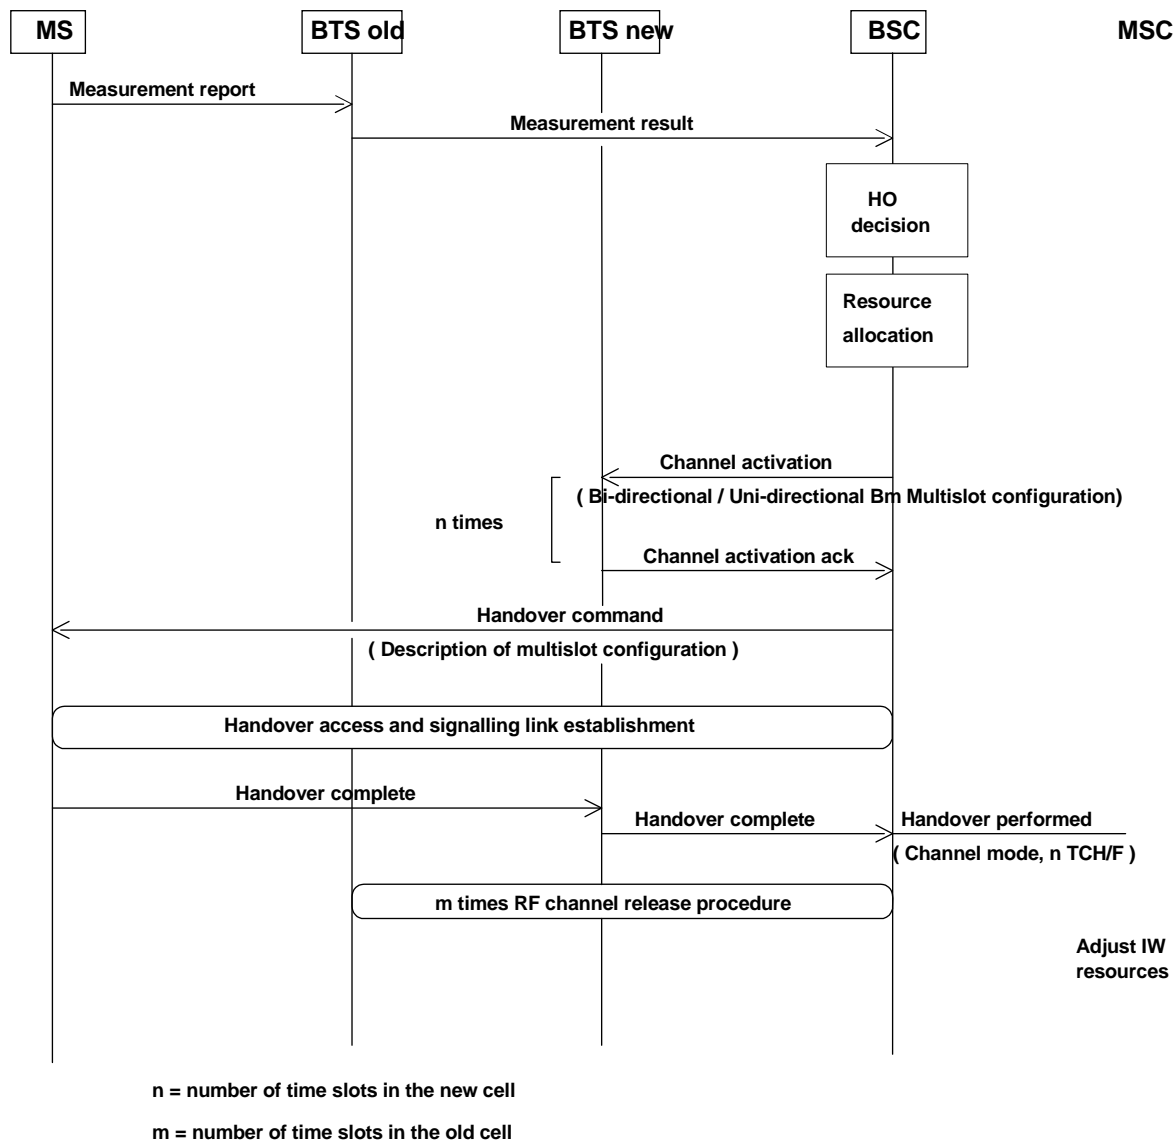 MS
BTS old
BTS new
BSC
MSC
Measurement report
Measurement result
HO
decision
Resource
allocation
Channel activation
( Bi-directional / Uni-directional Bm Multislot configuration)
n times
Channel activation ack
Handover command
( Description of multislot configuration )
Handover access and signalling link establishment
Handover complete
Handover complete
Handover performed
( Channel mode, n TCH/F )
m times RF channel release procedure
Adjust IW
resources
n = number of time slots in the new cell
m = number of time slots in the old cell